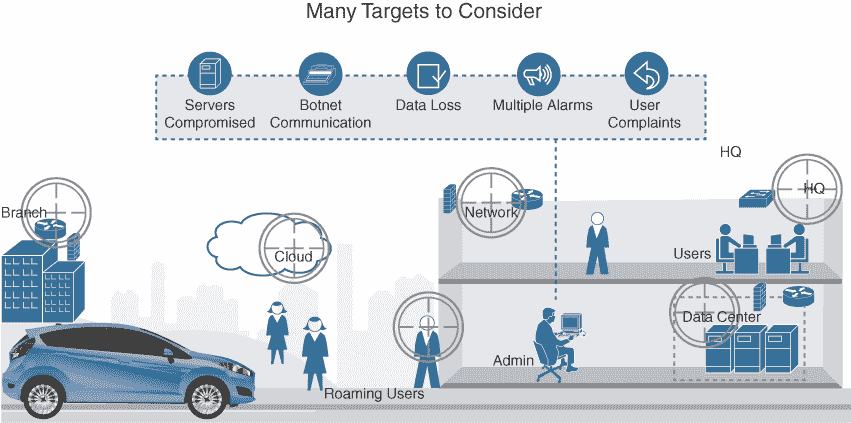 Many Targets to Consider
Servers
Compromised
Botnet
Communication
Data Loss
Multiple Alarms
User
Complaints
HQ
HQ
Branch
Network
Cloud
Users
Data Center
Admin
Roaming Users